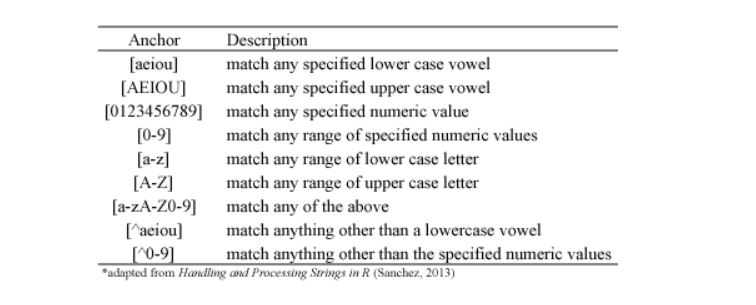 Anchor Description
[aeiou] match any specified lower case vowel
[AEIOU] match any specified upper case vowel
[0123456789] match any specified numeric value
[0-9] match any range of specified numeric values
[a-z] match any range of lower case letter
[A-Z] match any range of upper case letter
[a-zA-Z0-9] match any of the above
[^aeiou] match anything other than a lowercase vowel
[^0-9] match anything other than the specified numeric values
*adapted from Handling and Processing Strings in R (Sanchez, 2013)